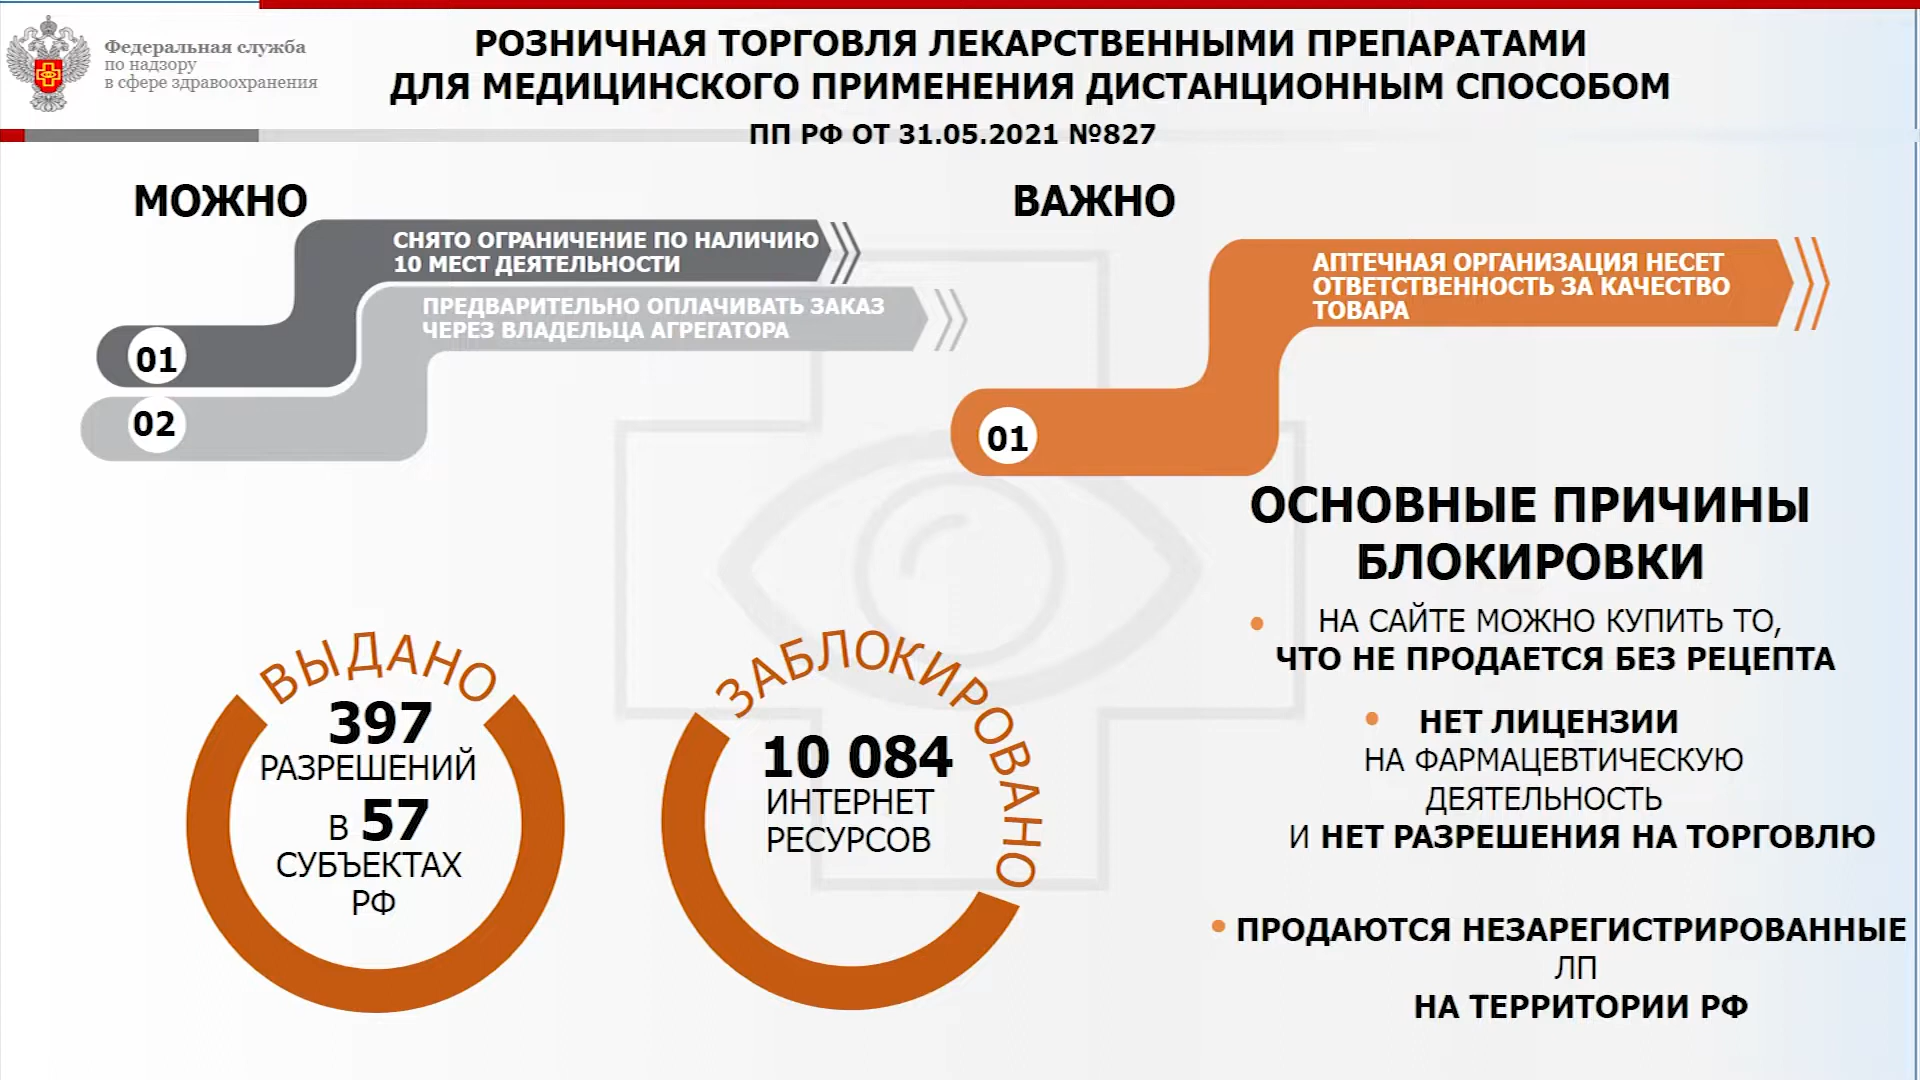 Федеральная служба
по надзору
в сфере здравоохранения
РОЗНИЧНАЯ ТОРГОВЛЯ ЛЕКАРСТВЕННЫМИ ПРЕПАРАТАМИ
ДЛЯ МЕДИЦИНСКОГО ПРИМЕНЕНИЯ ДИСТАНЦИОННЫМ СПОСОБОМ
ПП РФ ОТ 31.05.2021 №827
МОЖНО
СНЯТО ОГРАНИЧЕНИЕ ПО НАЛИЧИЮ
10 МЕСТ ДЕЯТЕЛЬНОСТИ
01
ПРЕДВАРИТЕЛЬНО ОПЛАЧИВАТЬ ЗАКАЗ
ЧЕРЕЗ ВЛАДЕЛЬЦА АГРЕГАТОРА
02
ВАЖНО
АПТЕЧНАЯ ОРГАНИЗАЦИЯ НЕСЕТ
ОТВЕТСТВЕННОСТЬ ЗА КАЧЕСТВО
ТОВАРА
01
ВЫДАНО
397
РАЗРЕШЕНИЙ
В 57
СУБЪЕКТАХ
РФ
ЗАБЛОКИРОВАНО
10 084
ИНТЕРНЕТ
РЕСУРСОВ
ОСНОВНЫЕ ПРИЧИНЫ
БЛОКИРОВКИ
• НА САЙТЕ МОЖНО КУПИТЬ ТО,
ЧТО НЕ ПРОДАЕТСЯ БЕЗ РЕЦЕПТА
• НЕТ ЛИЦЕНЗИИ
НА ФАРМАЦЕВТИЧЕСКУЮ
ДЕЯТЕЛЬНОСТЬ
И НЕТ РАЗРЕШЕНИЯ НА ТОРГОВЛЮ
• ПРОДАЮТСЯ НЕЗАРЕГИСТРИРОВАННЫЕ
ЛП
НА ТЕРРИТОРИИ РФ